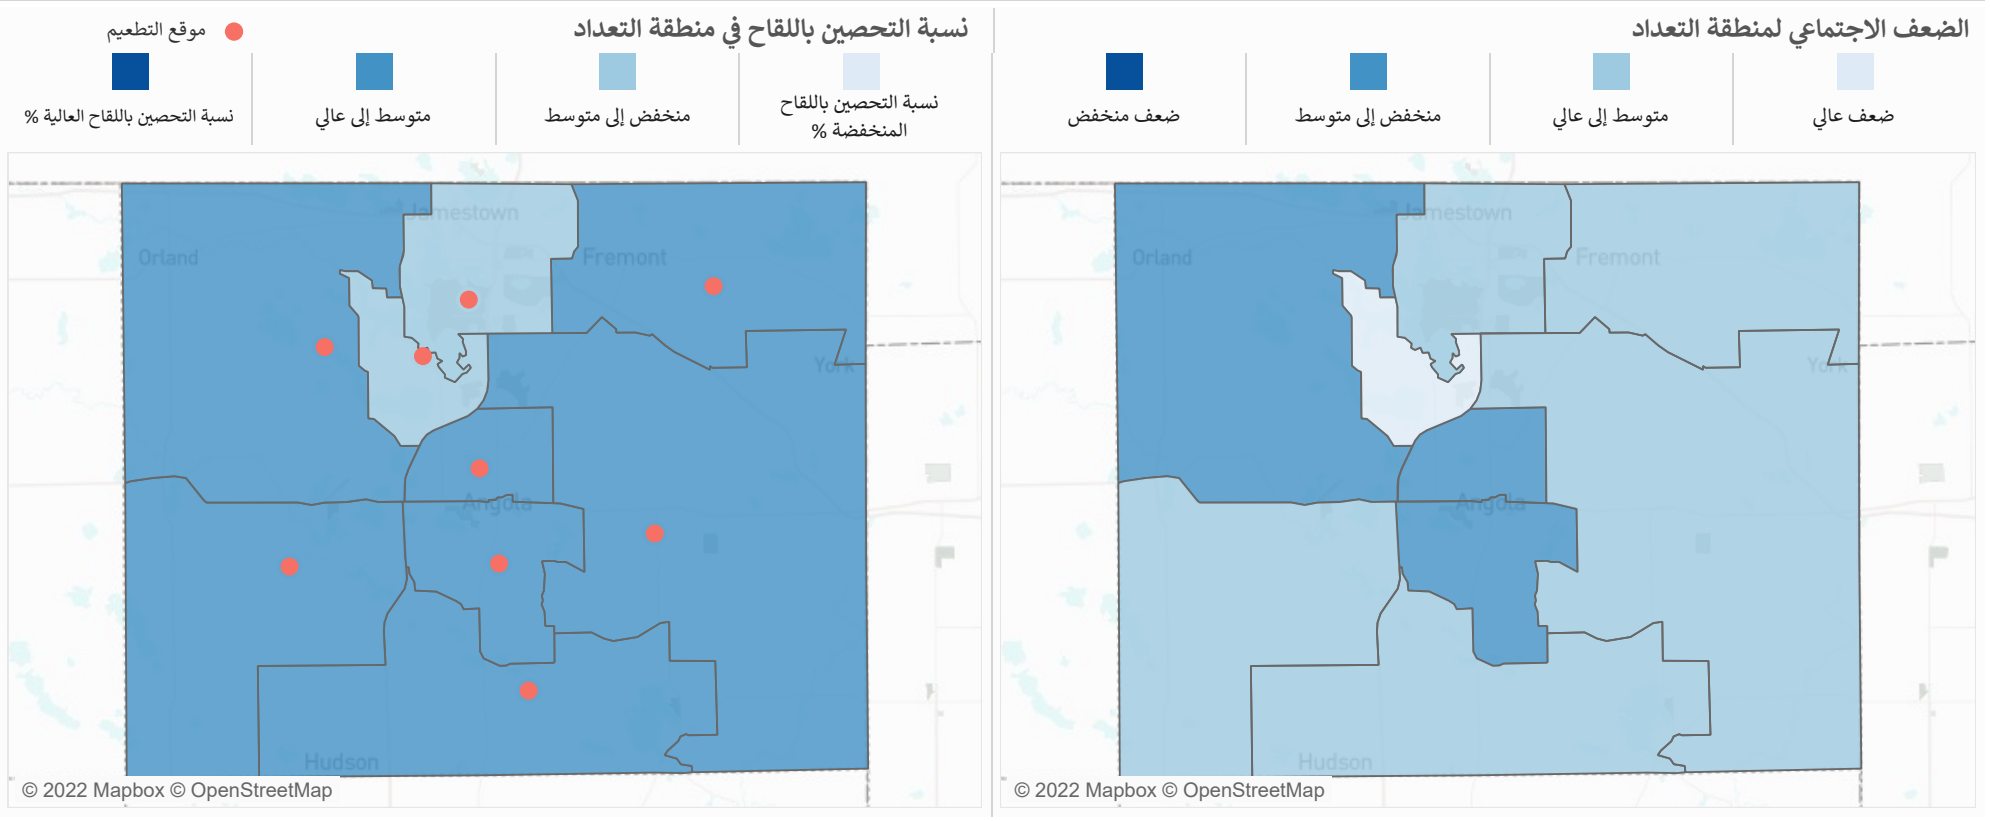 الضعف الاجتماعي لمنطقة التعداد
ضعف عالي
متوسط إلى عالي
منخفض إلى متوسط
ضعف منخفض
Jamestown
Orland
Fremont
York
Angola
Hudson
© 2022 Mapbox © OpenStreetMap
نسبة التحصين باللقاح في منطقة التعداد
موقع التطعيم
نسبة التحصين باللقاح
المنخفضة %
منخفض إلى متوسط
متوسط إلى عالي
نسبة التحصين باللقاح العالية %
Jamestown
Orland
Fremont
York
Angola
Hudson
© 2022 Mapbox © OpenStreetMap